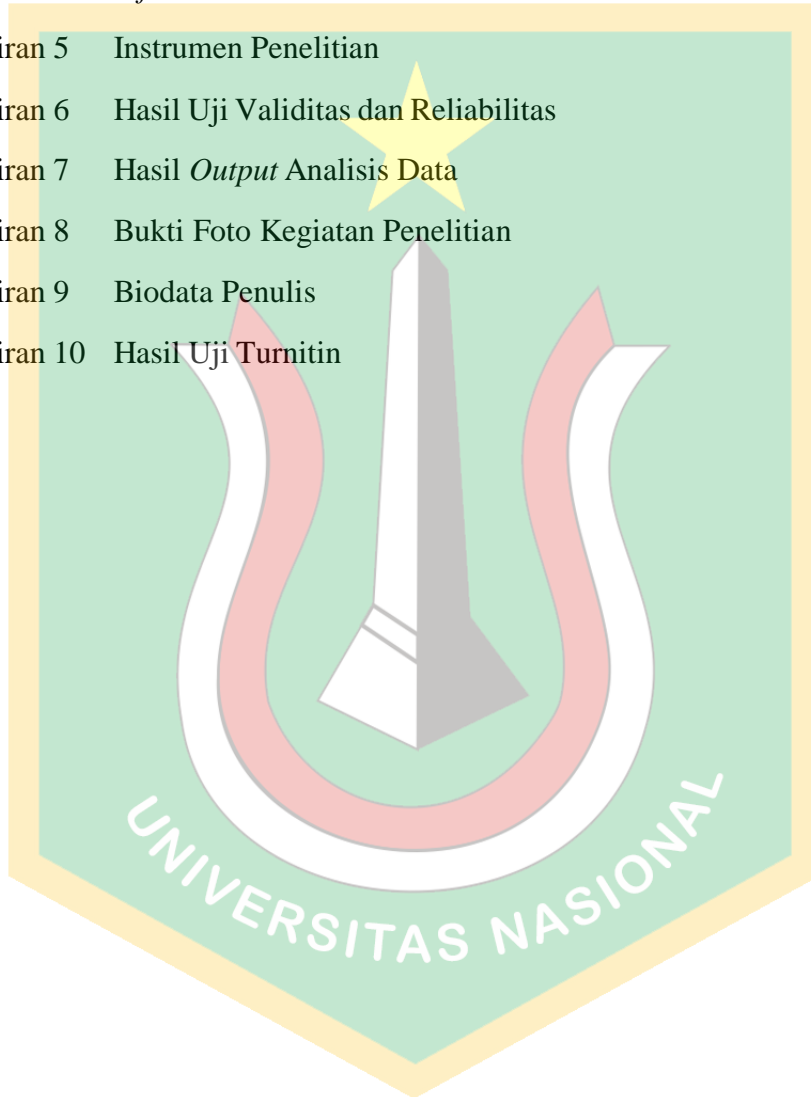 iran 5 Instrumen Penelitian
iran 6 Hasil Uji Validitas dan Reliabilitas
iran 7 Hasil Output Analisis Data
iran 8 Bukti Foto Kegiatan Penelitian
iran 9 Biodata Penulis
iran 10 Hasil Uji Turnitin
UNIVERSITAS NASIONAL